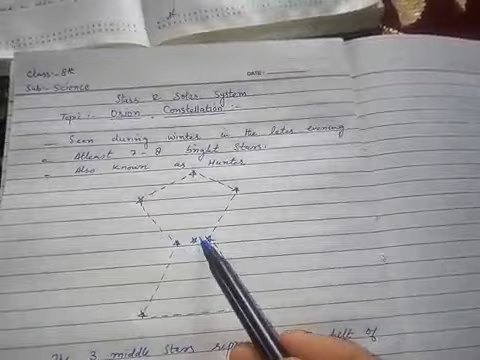 Class:- 8th
Sub:- Science
DATE:
Stars & Solar System
Topic:- Orion Constellation:-
- Seen during winter in the late evening
- Atleast 7-8 bright Stars.
- Also known as Hunter
The 3 middle stars belt of